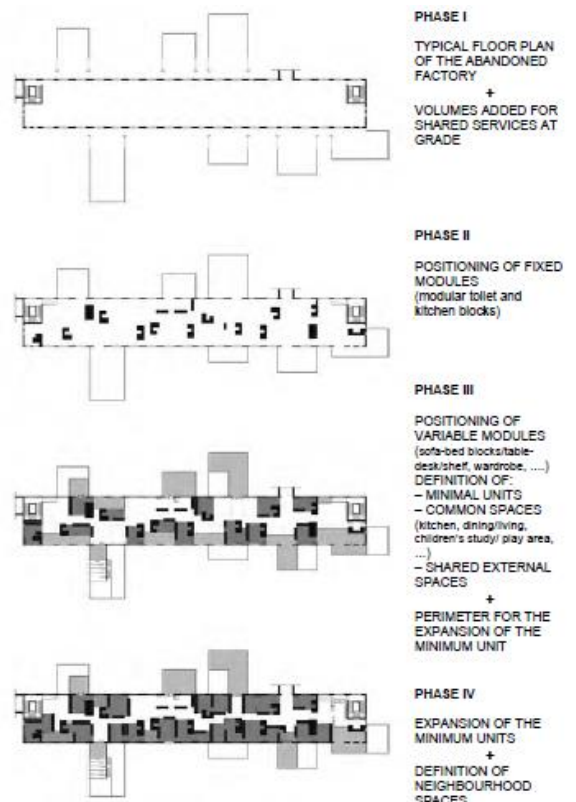 PHASE I
TYPICAL FLOOR PLAN
OF THE ABANDONED
FACTORY
+
VOLUMES ADDED FOR
SHARED SERVICES AT
GRADE
PHASE II
POSITIONING OF FIXED
MODULES
(modular toilet and
kitchen blocks)
PHASE III
POSITIONING OF
VARIABLE MODULES
(sofa-bed blocks/table-
desk/shelf, wardrobe, ....)
DEFINITION OF:
– MINIMAL UNITS
– COMMON SPACES
(kitchen, dining/living,
children's study/ play area,
...)
– SHARED EXTERNAL
SPACES
+
PERIMETER FOR THE
EXPANSION OF THE
MINIMUM UNIT
PHASE IV
EXPANSION OF THE
MINIMUM UNITS
+
DEFINITION OF
NEIGHBOURHOOD
SPACES